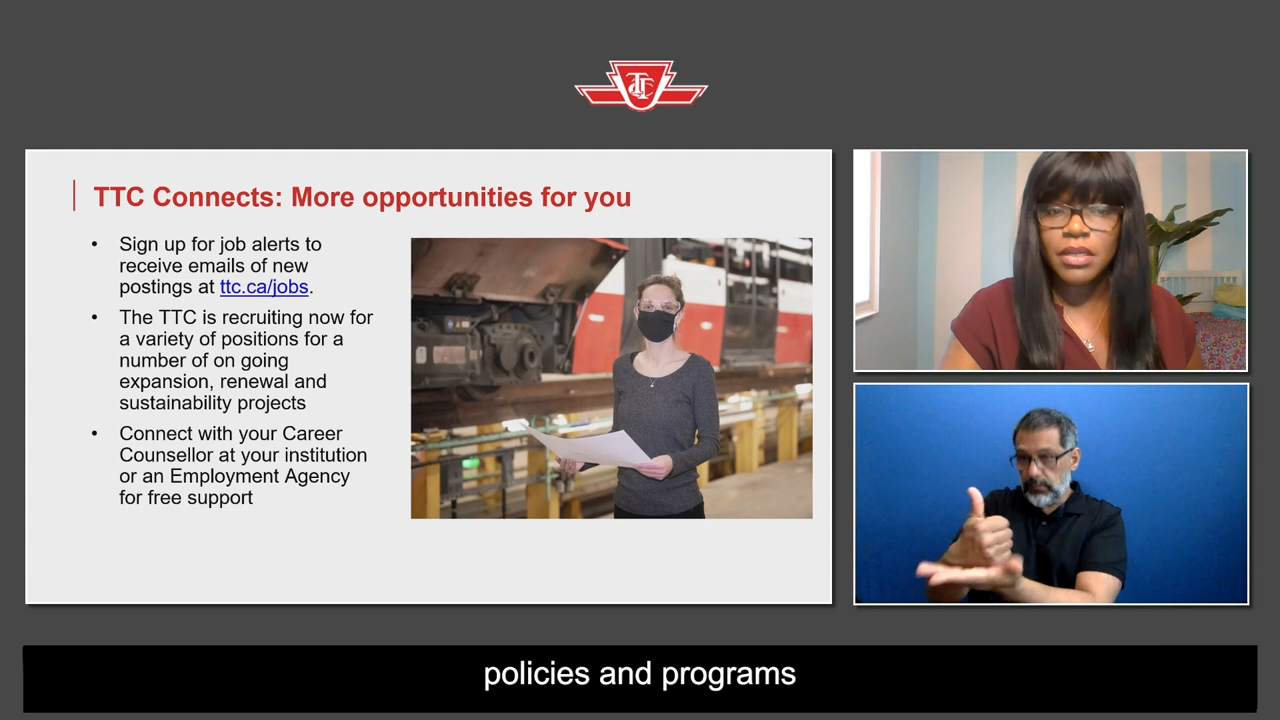 TTC
TTC Connects: More opportunities for you
• Sign up for job alerts to
receive emails of new
postings at ttc.ca/jobs.
• The TTC is recruiting now for
a variety of positions for a
number of on going
expansion, renewal and
sustainability projects
• Connect with your Career
Counsellor at your institution
or an Employment Agency
for free support
policies and programs